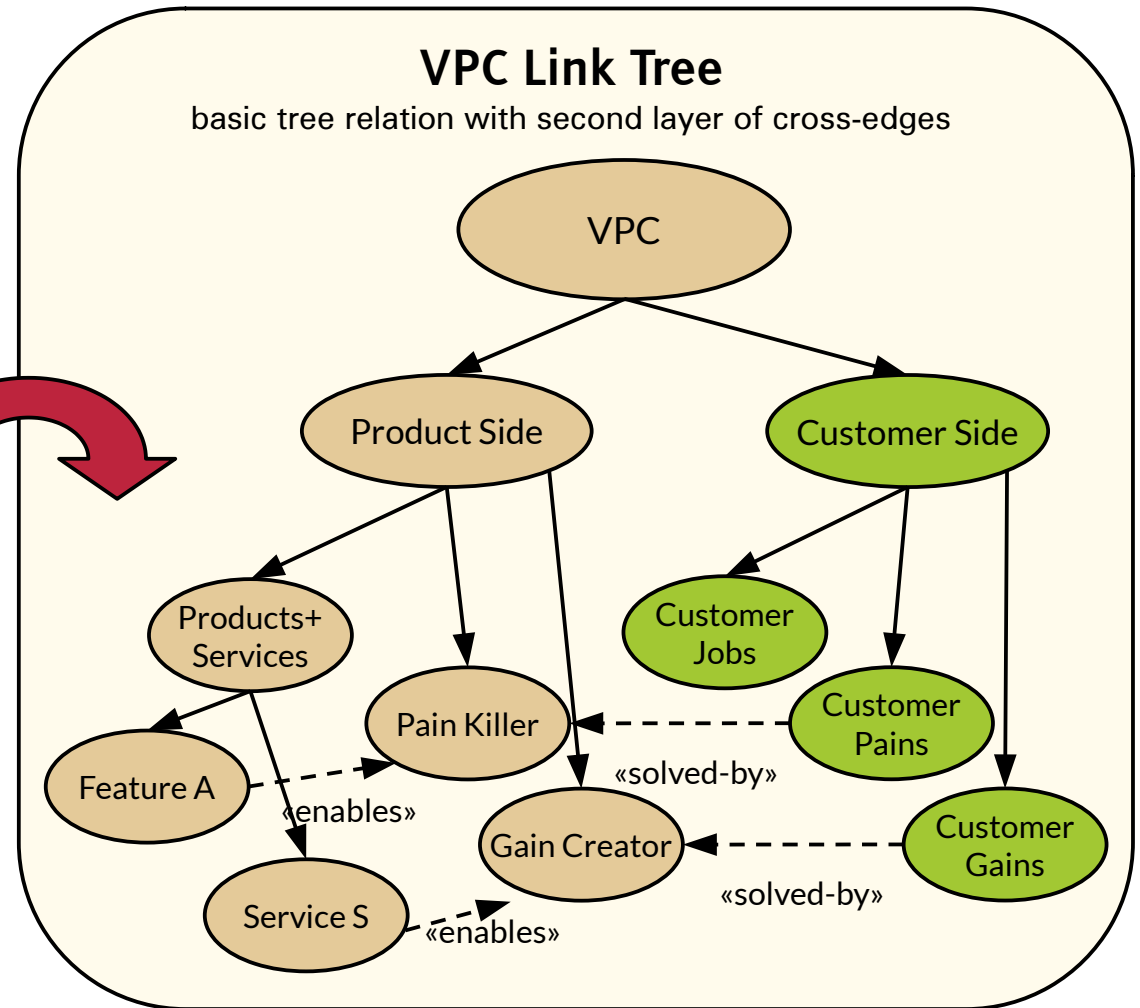 VPC Link Tree
basic tree relation with second layer of cross-edges
VPC
Product Side
Customer Side
Products+
Services
Customer
Jobs
Pain Killer
Customer
Pains
Feature A
«solved-by»
«enables»
Gain Creator
Customer
Gains
«solved-by»
Service S
«enables»